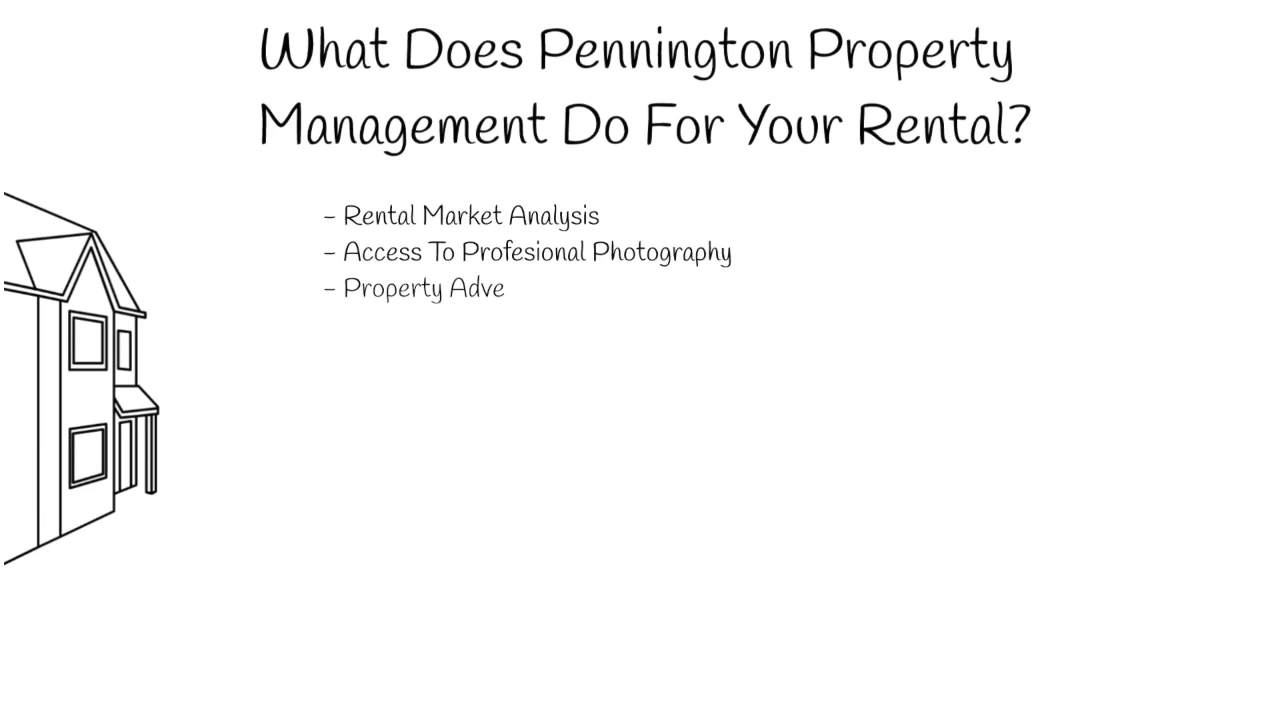 What Does Pennington Property
Management Do For Your Rental?
- Rental Market Analysis
- Access To Profesional Photography
- Property Adve